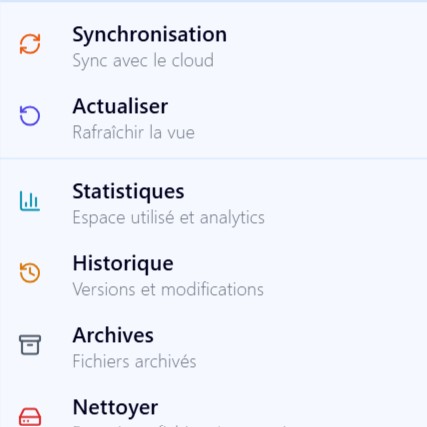 Synchronisation
Sync avec le cloud
Actualiser
Rafraîchir la vue
Statistiques
Espace utilisé et analytics
Historique
Versions et modifications
Archives
Fichiers archivés
Nettoyer